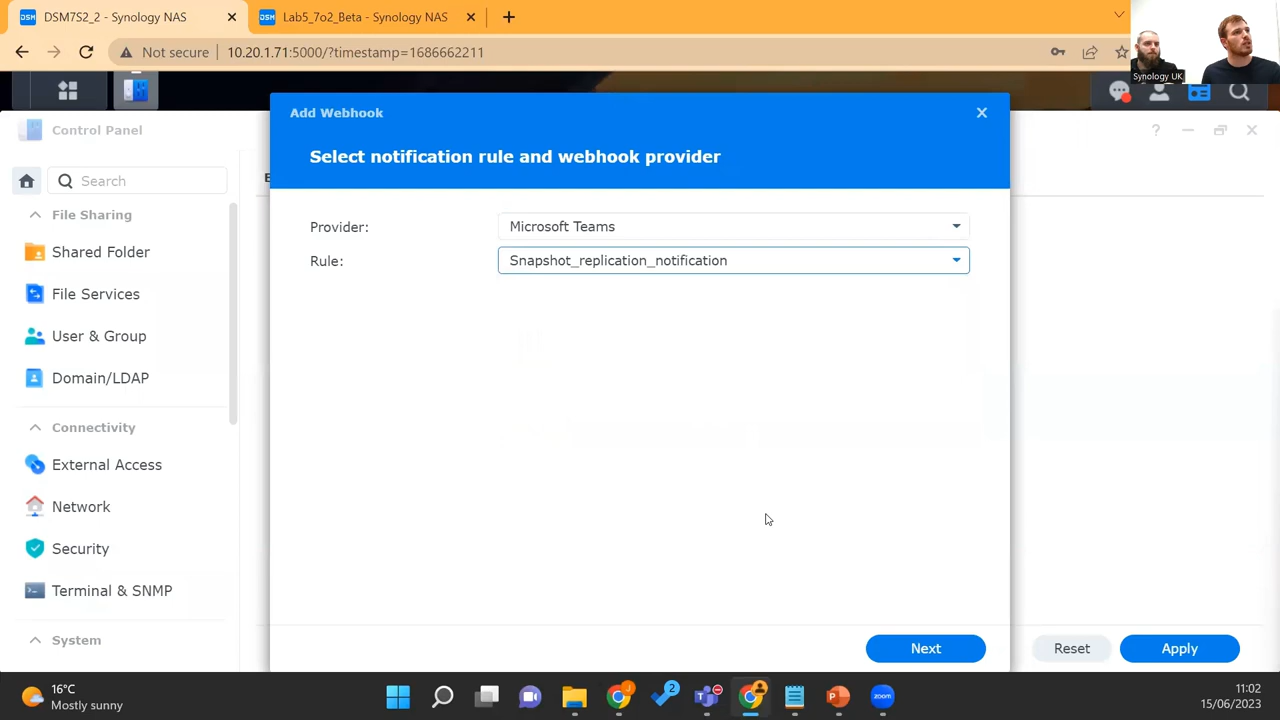 DSM7S2_2 - Synology NAS
Lab5_7o2_Beta - Synology NAS
Not secure
10.20.1.71:5000/?timestamp=1686662211
Synology UK
Control Panel
Search
File Sharing
Shared Folder
File Services
User & Group
Domain/LDAP
Connectivity
External Access
Network
Security
Terminal & SNMP
System
Add Webhook
Select notification rule and webhook provider
Provider:
Microsoft Teams
Rule:
Snapshot_replication_notification
Next
Reset
Apply
16°C
Mostly sunny
2
zoom
11:02
15/06/2023